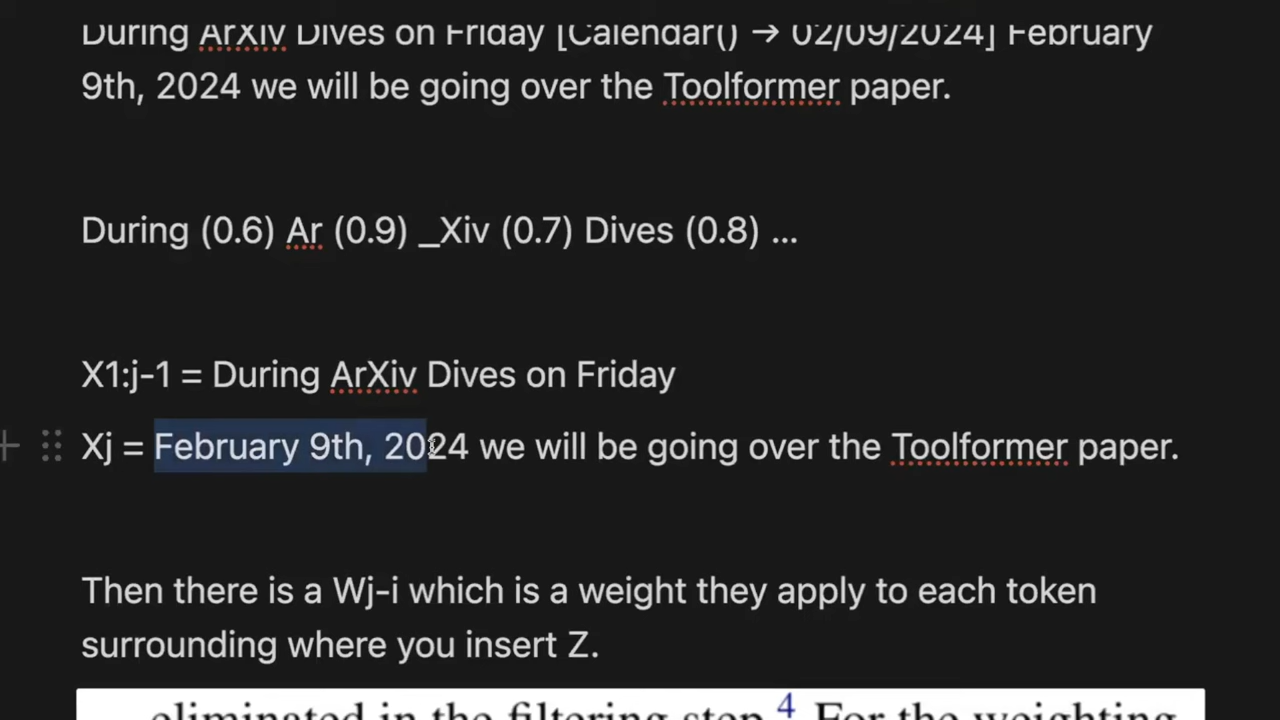 During ArXiv Dives on Friday [Calendar() → 02/09/2024] February
9th, 2024 we will be going over the Toolformer paper.
During (0.6) Ar (0.9) _Xiv (0.7) Dives (0.8) ...
X1:j-1 = During ArXiv Dives on Friday
Xj = February 9th, 2024 we will be going over the Toolformer paper.
Then there is a Wj-i which is a weight they apply to each token
surrounding where you insert Z.
eliminated in the filtering step.4 For the weighting